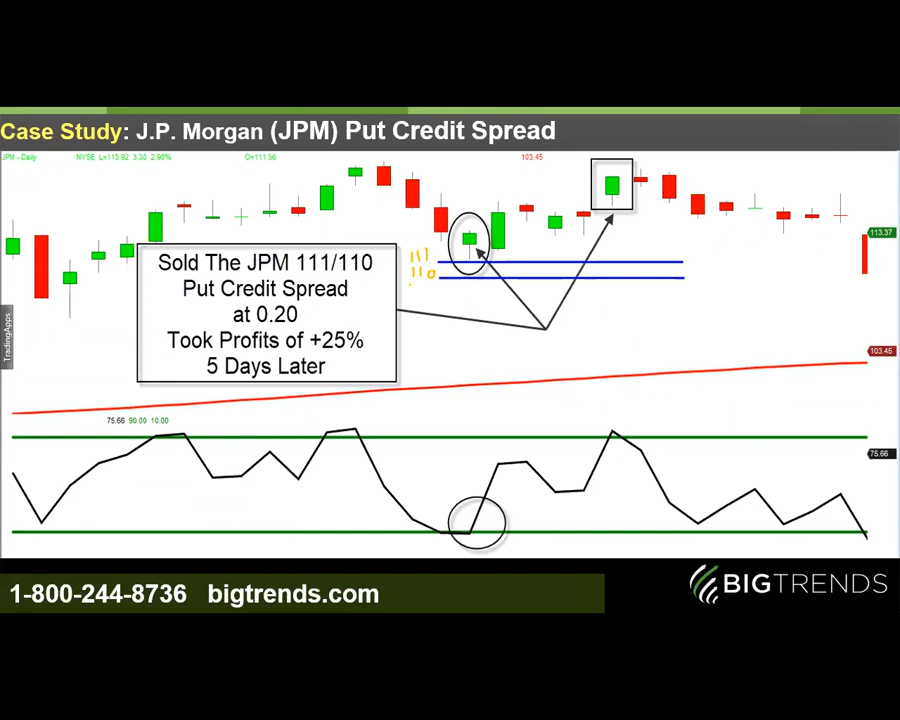 Case Study: J.P. Morgan (JPM) Put Credit Spread
JPM - Daily NYSE L=113.92 3.30 2.98% O=111.56 103.45
113.37
Sold The JPM 111/110
Put Credit Spread
at 0.20
Took Profits of +25%
5 Days Later
111
110
TradingApps
103.45
75.66 90.00 10.00
75.66
1-800-244-8736 bigtrends.com
BIGTRENDS